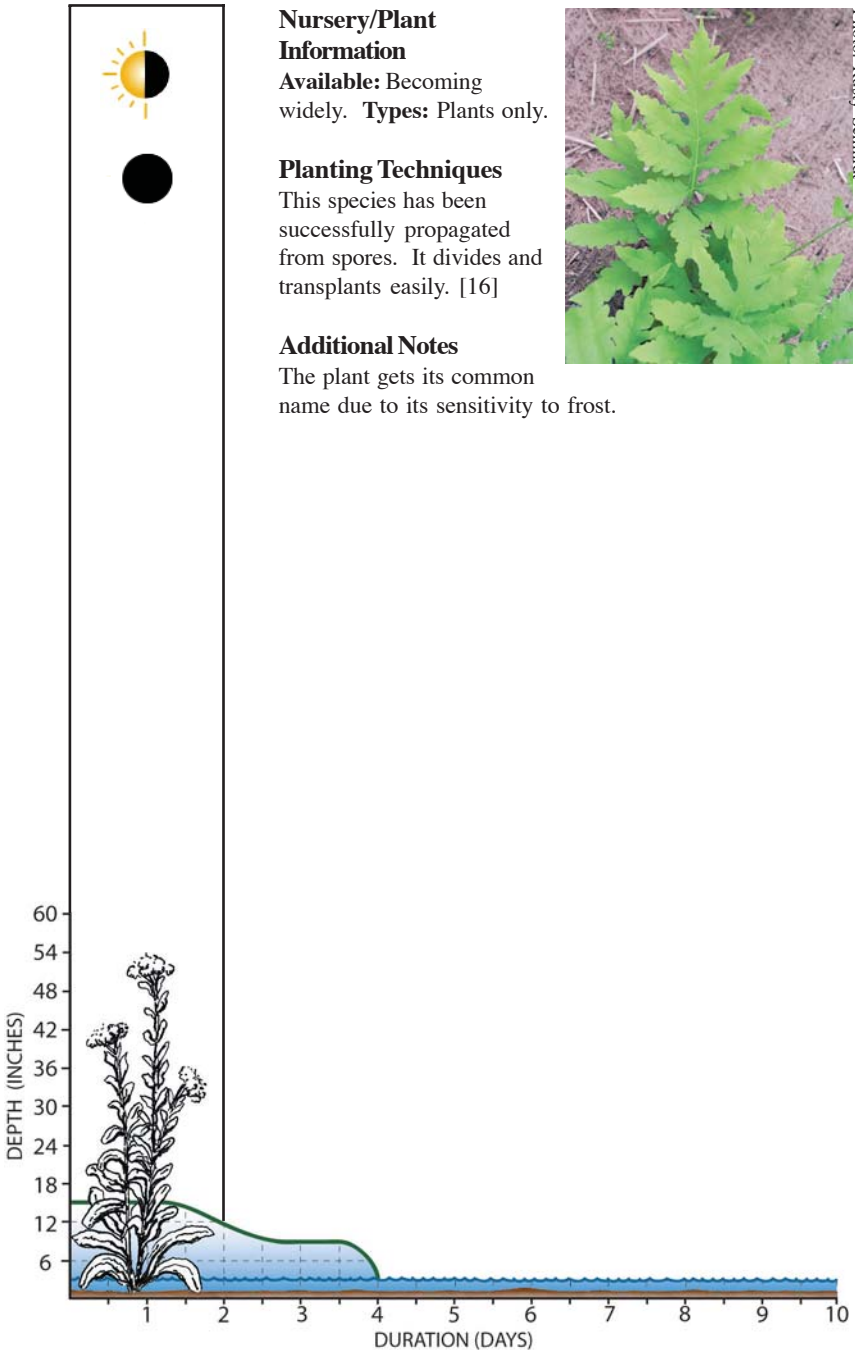 Nursery/Plant
Information
Available: Becoming
widely. Types: Plants only.
Planting Techniques
This species has been
successfully propagated
from spores. It divides and
transplants easily. [16]
Additional Notes
The plant gets its common
name due to its sensitivity to frost.
60
54
48
42
36
30
24
18
12
6
DEPTH (INCHES)
1 2 3 4 5 6 7 8 9 10
DURATION (DAYS)